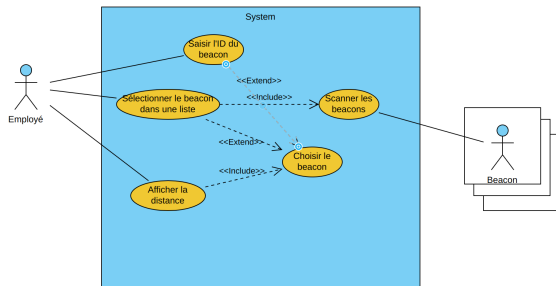 System
Saisir l'ID du
beacon
<<Extend>>
Sélectionner le beacon
dans une liste
<<Include>>
Scanner les
beacons
Employé
<<Extend>>
Choisir le
beacon
<<Include>>
Afficher la
distance
Beacon